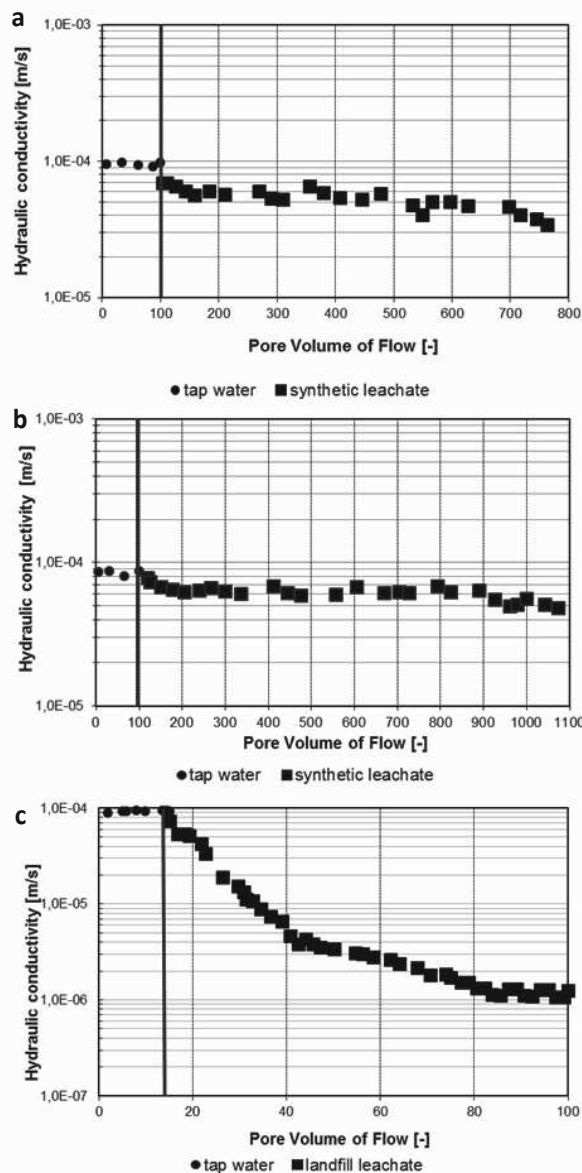 a
Hydraulic conductivity [m/s]
1,0E-03
1,0E-04
1,0E-05
0 100 200 300 400 500 600 700 800
Pore Volume of Flow [-]
● tap water ■ synthetic leachate
b
Hydraulic conductivity [m/s]
1,0E-03
1,0E-04
1,0E-05
0 100 200 300 400 500 600 700 800 900 1000 1100
Pore Volume of Flow [-]
● tap water ■ synthetic leachate
c
Hydraulic conductivity [m/s]
1,0E-04
1,0E-05
1,0E-06
1,0E-07
0 20 40 60 80 100
Pore Volume of Flow [-]
● tap water ■ landfill leachate